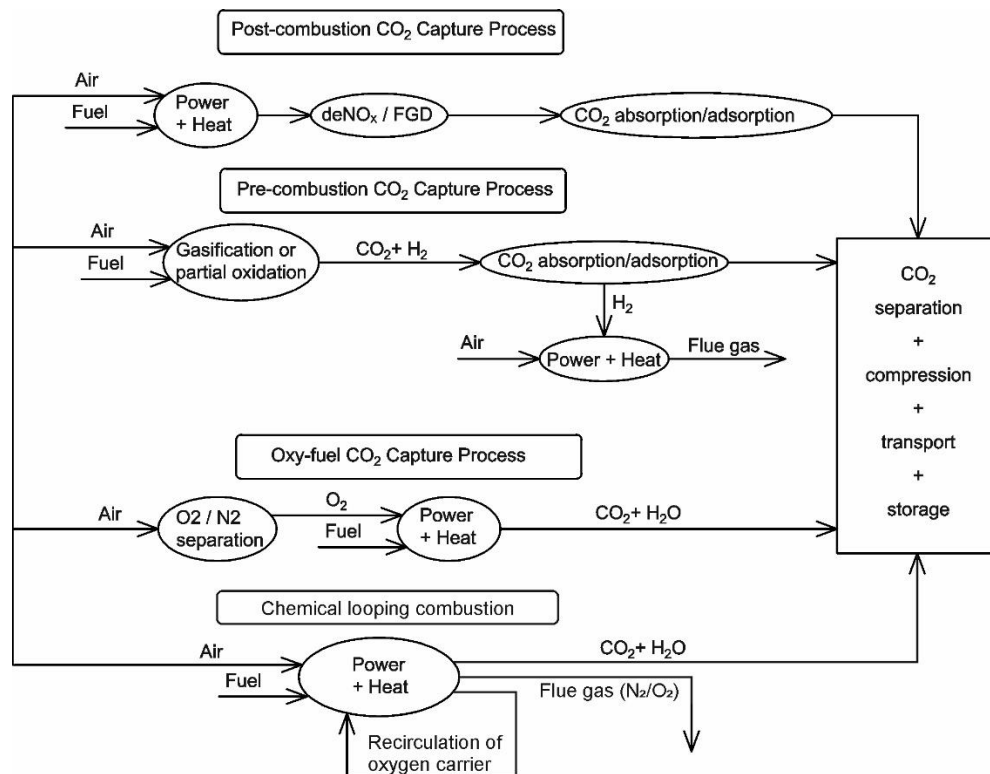 Post-combustion CO₂ Capture Process
Air
Fuel
Power
+ Heat
deNOₓ / FGD
CO₂ absorption/adsorption
Pre-combustion CO₂ Capture Process
Air
Fuel
Gasification or
partial oxidation
CO₂+ H₂
CO₂ absorption/adsorption
H₂
Air
Power + Heat
Flue gas
CO₂
separation
+
compression
+
transport
+
storage
Oxy-fuel CO₂ Capture Process
Air
O2 / N2
separation
O₂
Fuel
Power
+ Heat
CO₂+ H₂O
Chemical looping combustion
Air
Fuel
Power
+ Heat
CO₂+ H₂O
Flue gas (N₂/O₂)
Recirculation of
oxygen carrier